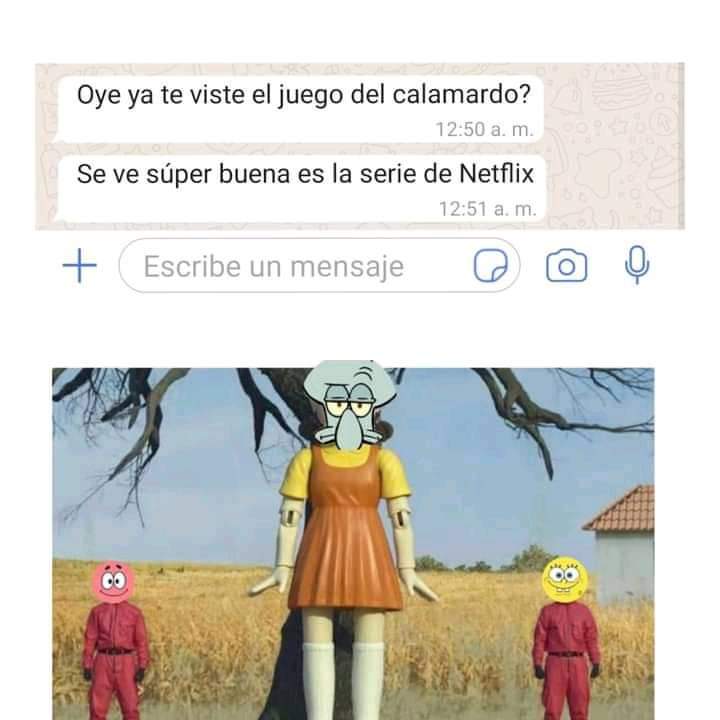 Oye ya te viste el juego del calamardo?
12:50 a. m.
Se ve súper buena es la serie de Netflix
12:51 a. m.
Escribe un mensaje